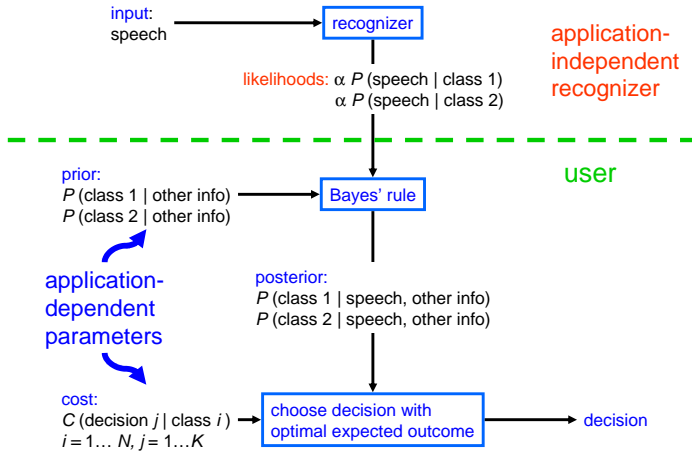 input:
speech
recognizer
application-
independent
recognizer
likelihoods: α P (speech | class 1)
α P (speech | class 2)
user
prior:
P (class 1 | other info)
P (class 2 | other info)
Bayes’ rule
application-
dependent
parameters
posterior:
P (class 1 | speech, other info)
P (class 2 | speech, other info)
cost:
C (decision j | class i )
i = 1… N, j = 1…K
choose decision with
optimal expected outcome
decision